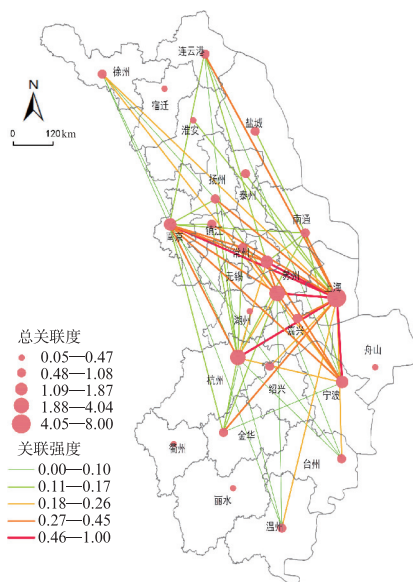 连云港
徐州
N
宿迁
淮安
盐城
0 120km
扬州
泰州
南通
镇江
南京
常州
无锡
苏州
上海
湖州
嘉兴
舟山
杭州
绍兴
宁波
金华
台州
衢州
丽水
温州
总关联度
0.05—0.47
0.48—1.08
1.09—1.87
1.88—4.04
4.05—8.00
关联强度
0.00—0.10
0.11—0.17
0.18—0.26
0.27—0.45
0.46—1.00